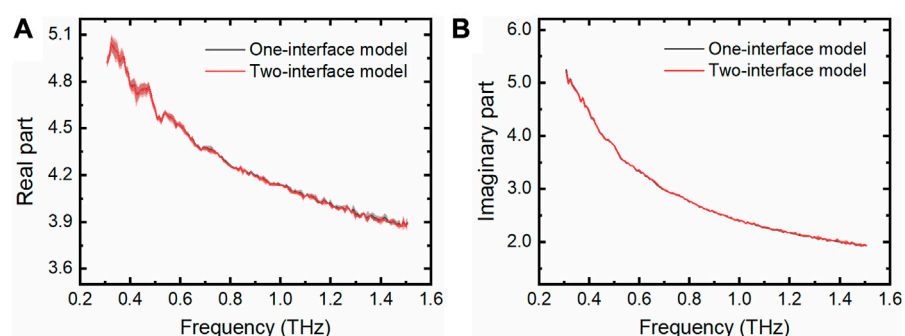 A
5.1
4.8
4.5
4.2
3.9
3.6
Real part
One-interface model
Two-interface model
0.2 0.4 0.6 0.8 1.0 1.2 1.4 1.6
Frequency (THz)
B
6.0
5.0
4.0
3.0
2.0
Imaginary part
One-interface model
Two-interface model
0.2 0.4 0.6 0.8 1.0 1.2 1.4 1.6
Frequency (THz)